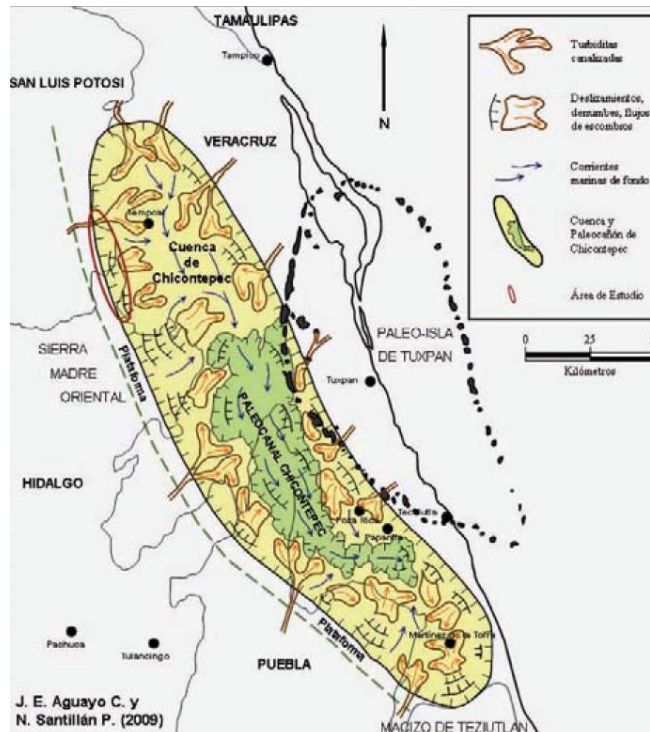 TAMAULIPAS
Tampico
SAN LUIS POTOSI
VERACRUZ
N
Tempoal
Cuenca
de
Chicontepec
PALEO-ISLA
DE TUXPAN
SIERRA
MADRE
ORIENTAL
Plataforma
Tuxpan
PALEOCANAL CHICONTEPEC
HIDALGO
Poza Rica
Tecolutla
Papantla
Plataforma
Martínez de la Torre
Pachuca
Tulancingo
PUEBLA
MACIZO DE TEZIUTLAN
J. E. Aguayo C. y
N. Santillán P. (2009)
Turbiditas
canalizadas
Deslizamientos,
derrumbes, flujos
de escombros
Corrientes
marinas de fondo
Cuenca y
Paleocañón de
Chicontepec
Área de Estudio
0 25
Kilómetros